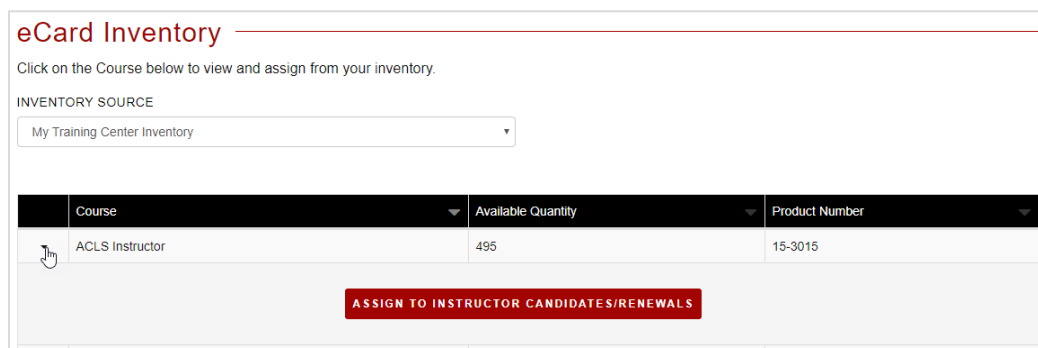 eCard Inventory
Click on the Course below to view and assign from your inventory.
INVENTORY SOURCE
My Training Center Inventory
Course Available Quantity Product Number
ACLS Instructor 495 15-3015
ASSIGN TO INSTRUCTOR CANDIDATES/RENEWALS